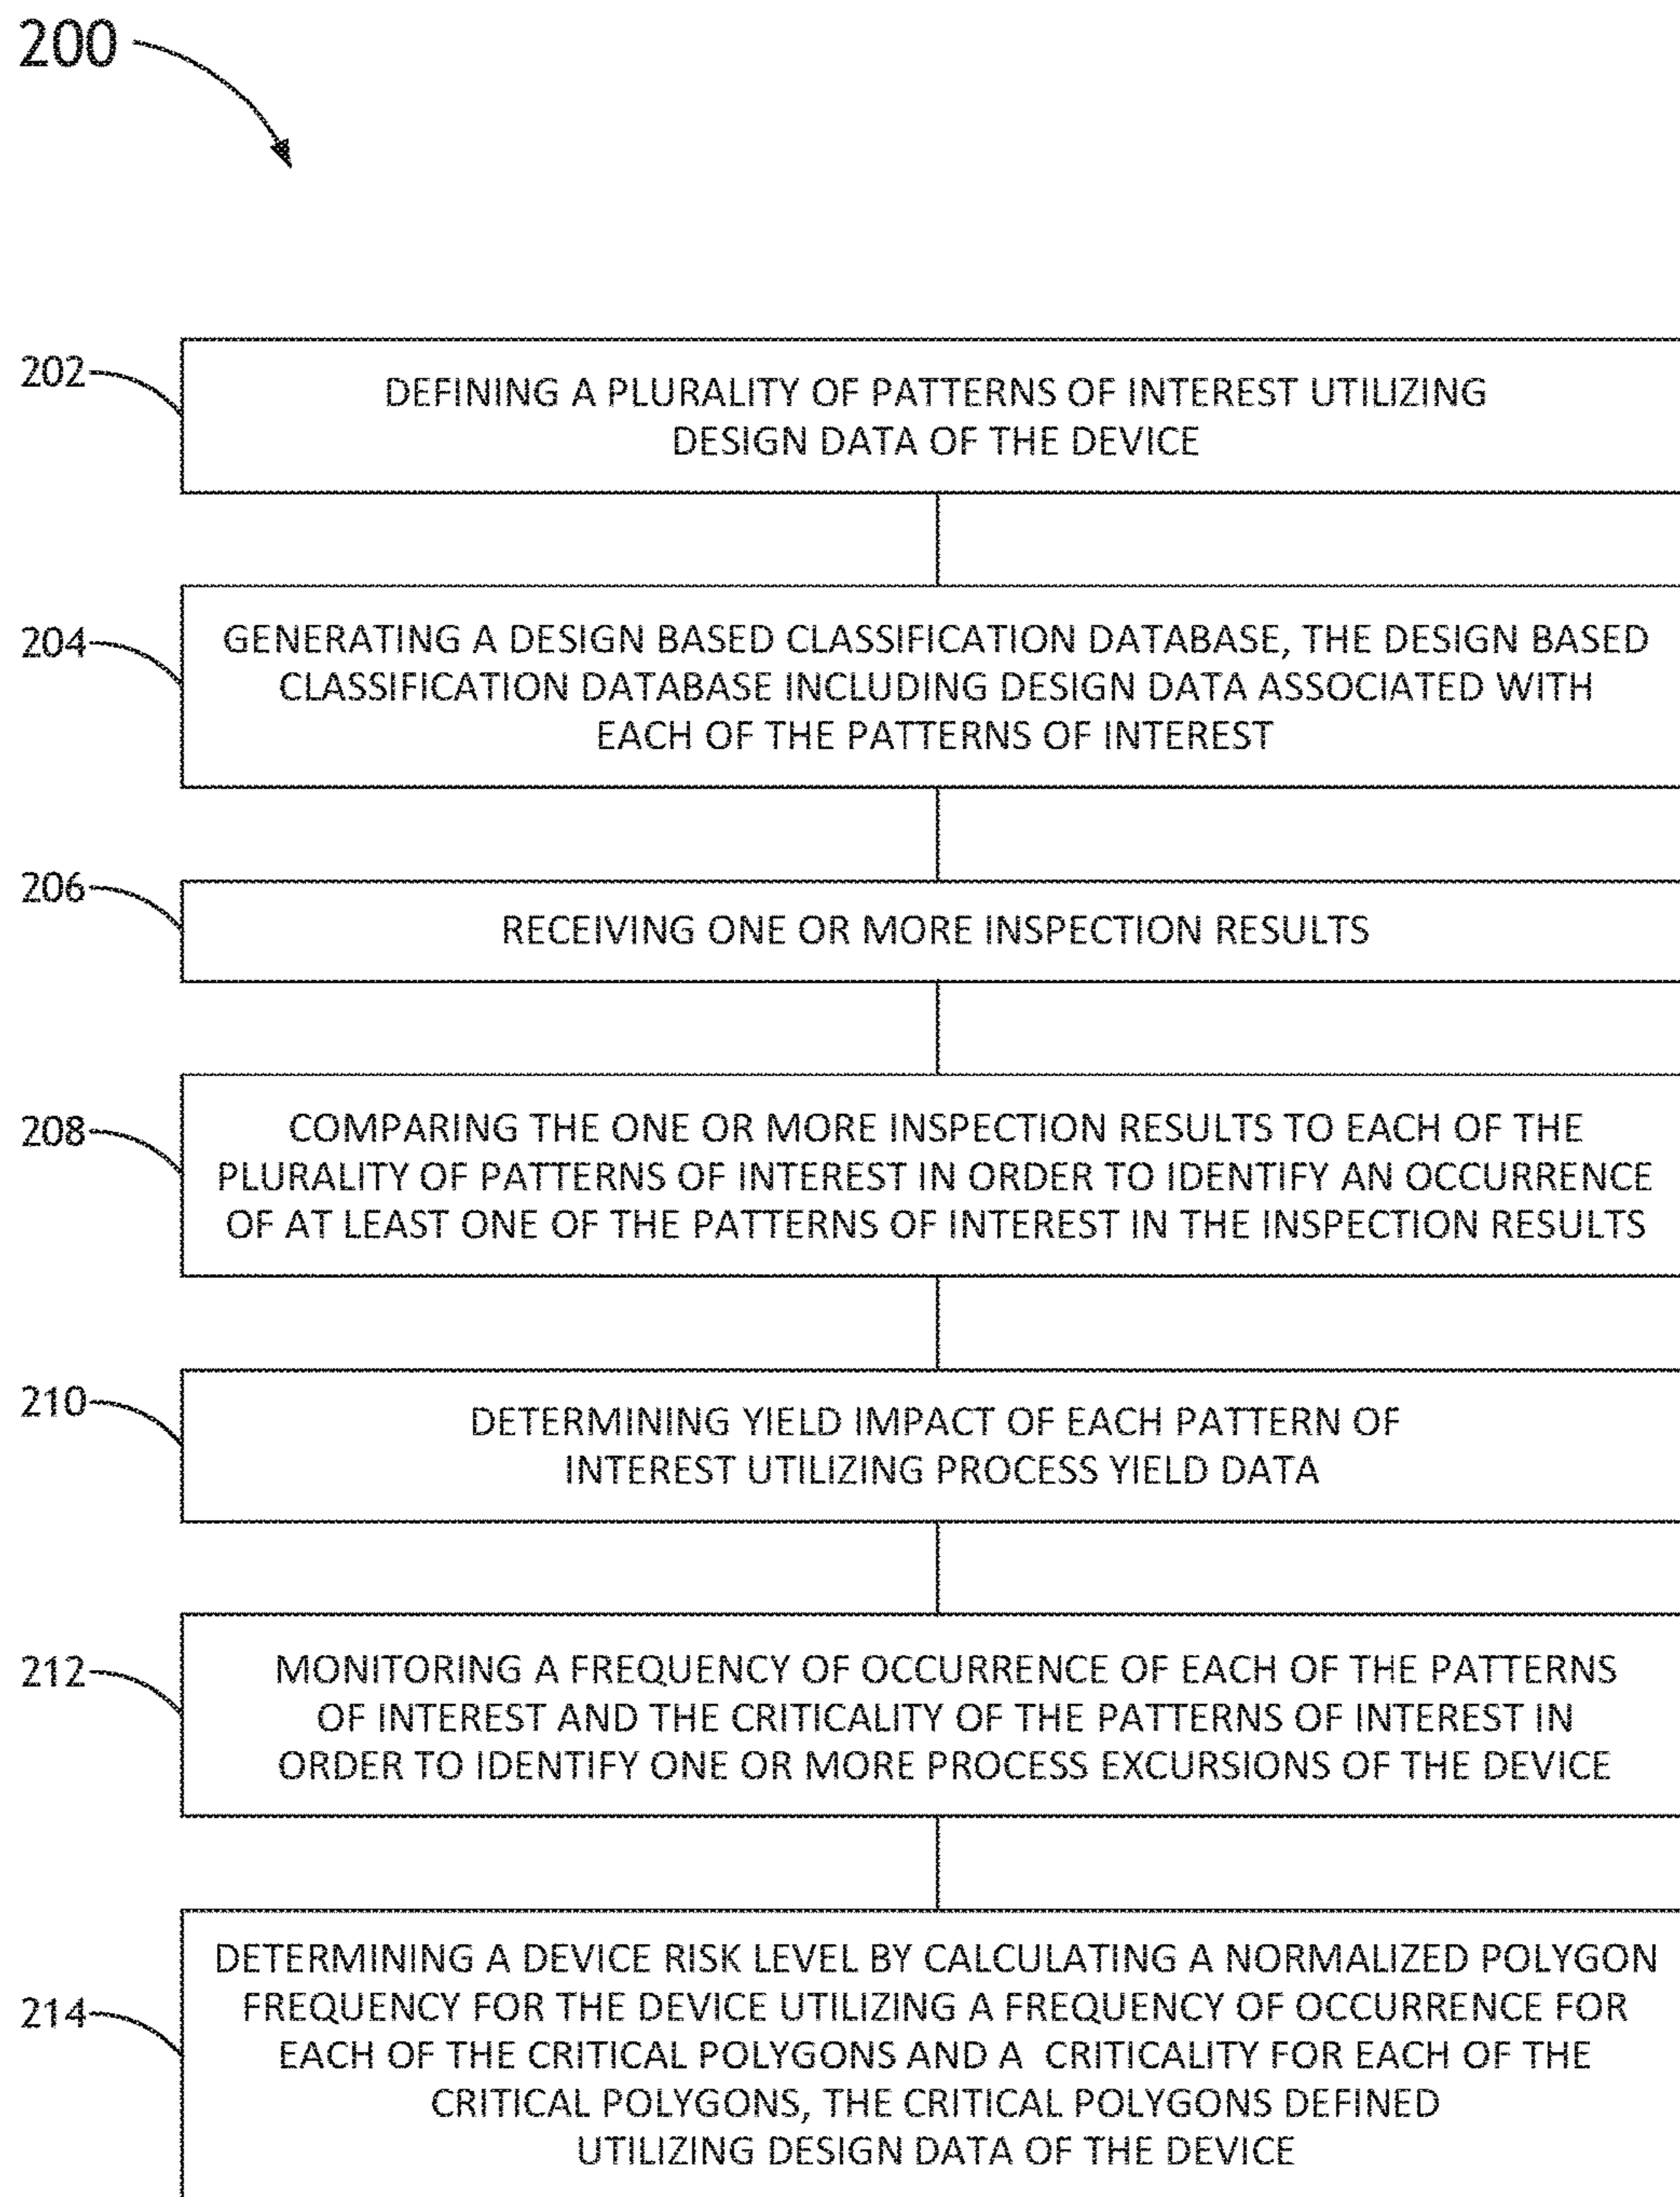 200
202
DEFINING A PLURALITY OF PATTERNS OF INTEREST UTILIZING
DESIGN DATA OF THE DEVICE
204
GENERATING A DESIGN BASED CLASSIFICATION DATABASE, THE DESIGN BASED
CLASSIFICATION DATABASE INCLUDING DESIGN DATA ASSOCIATED WITH
EACH OF THE PATTERNS OF INTEREST
206
RECEIVING ONE OR MORE INSPECTION RESULTS
208
COMPARING THE ONE OR MORE INSPECTION RESULTS TO EACH OF THE
PLURALITY OF PATTERNS OF INTEREST IN ORDER TO IDENTIFY AN OCCURRENCE
OF AT LEAST ONE OF THE PATTERNS OF INTEREST IN THE INSPECTION RESULTS
210
DETERMINING YIELD IMPACT OF EACH PATTERN OF
INTEREST UTILIZING PROCESS YIELD DATA
212
MONITORING A FREQUENCY OF OCCURRENCE OF EACH OF THE PATTERNS
OF INTEREST AND THE CRITICALITY OF THE PATTERNS OF INTEREST IN
ORDER TO IDENTIFY ONE OR MORE PROCESS EXCURSIONS OF THE DEVICE
214
DETERMINING A DEVICE RISK LEVEL BY CALCULATING A NORMALIZED POLYGON
FREQUENCY FOR THE DEVICE UTILIZING A FREQUENCY OF OCCURRENCE FOR
EACH OF THE CRITICAL POLYGONS AND A CRITICALITY FOR EACH OF THE
CRITICAL POLYGONS, THE CRITICAL POLYGONS DEFINED
UTILIZING DESIGN DATA OF THE DEVICE